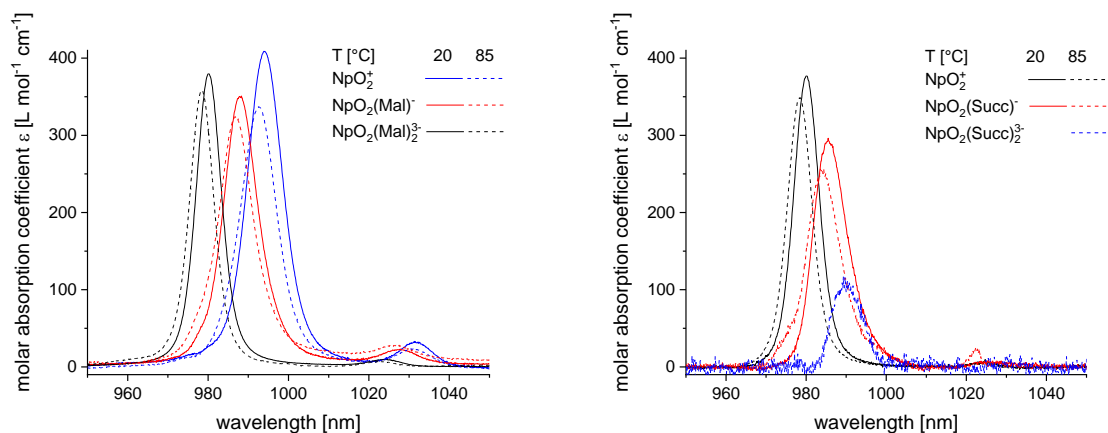 T [°C] 20 85
NpO₂⁺
NpO₂(Mal)⁻
NpO₂(Mal)₂³⁻
400
300
200
100
0
960 980 1000 1020 1040
wavelength [nm]
molar absorption coefficient ε [L mol⁻¹ cm⁻¹]
T [°C] 20 85
NpO₂⁺
NpO₂(Succ)⁻
NpO₂(Succ)₂³⁻
400
300
200
100
0
960 980 1000 1020 1040
wavelength [nm]
molar absorption coefficient ε [L mol⁻¹ cm⁻¹]